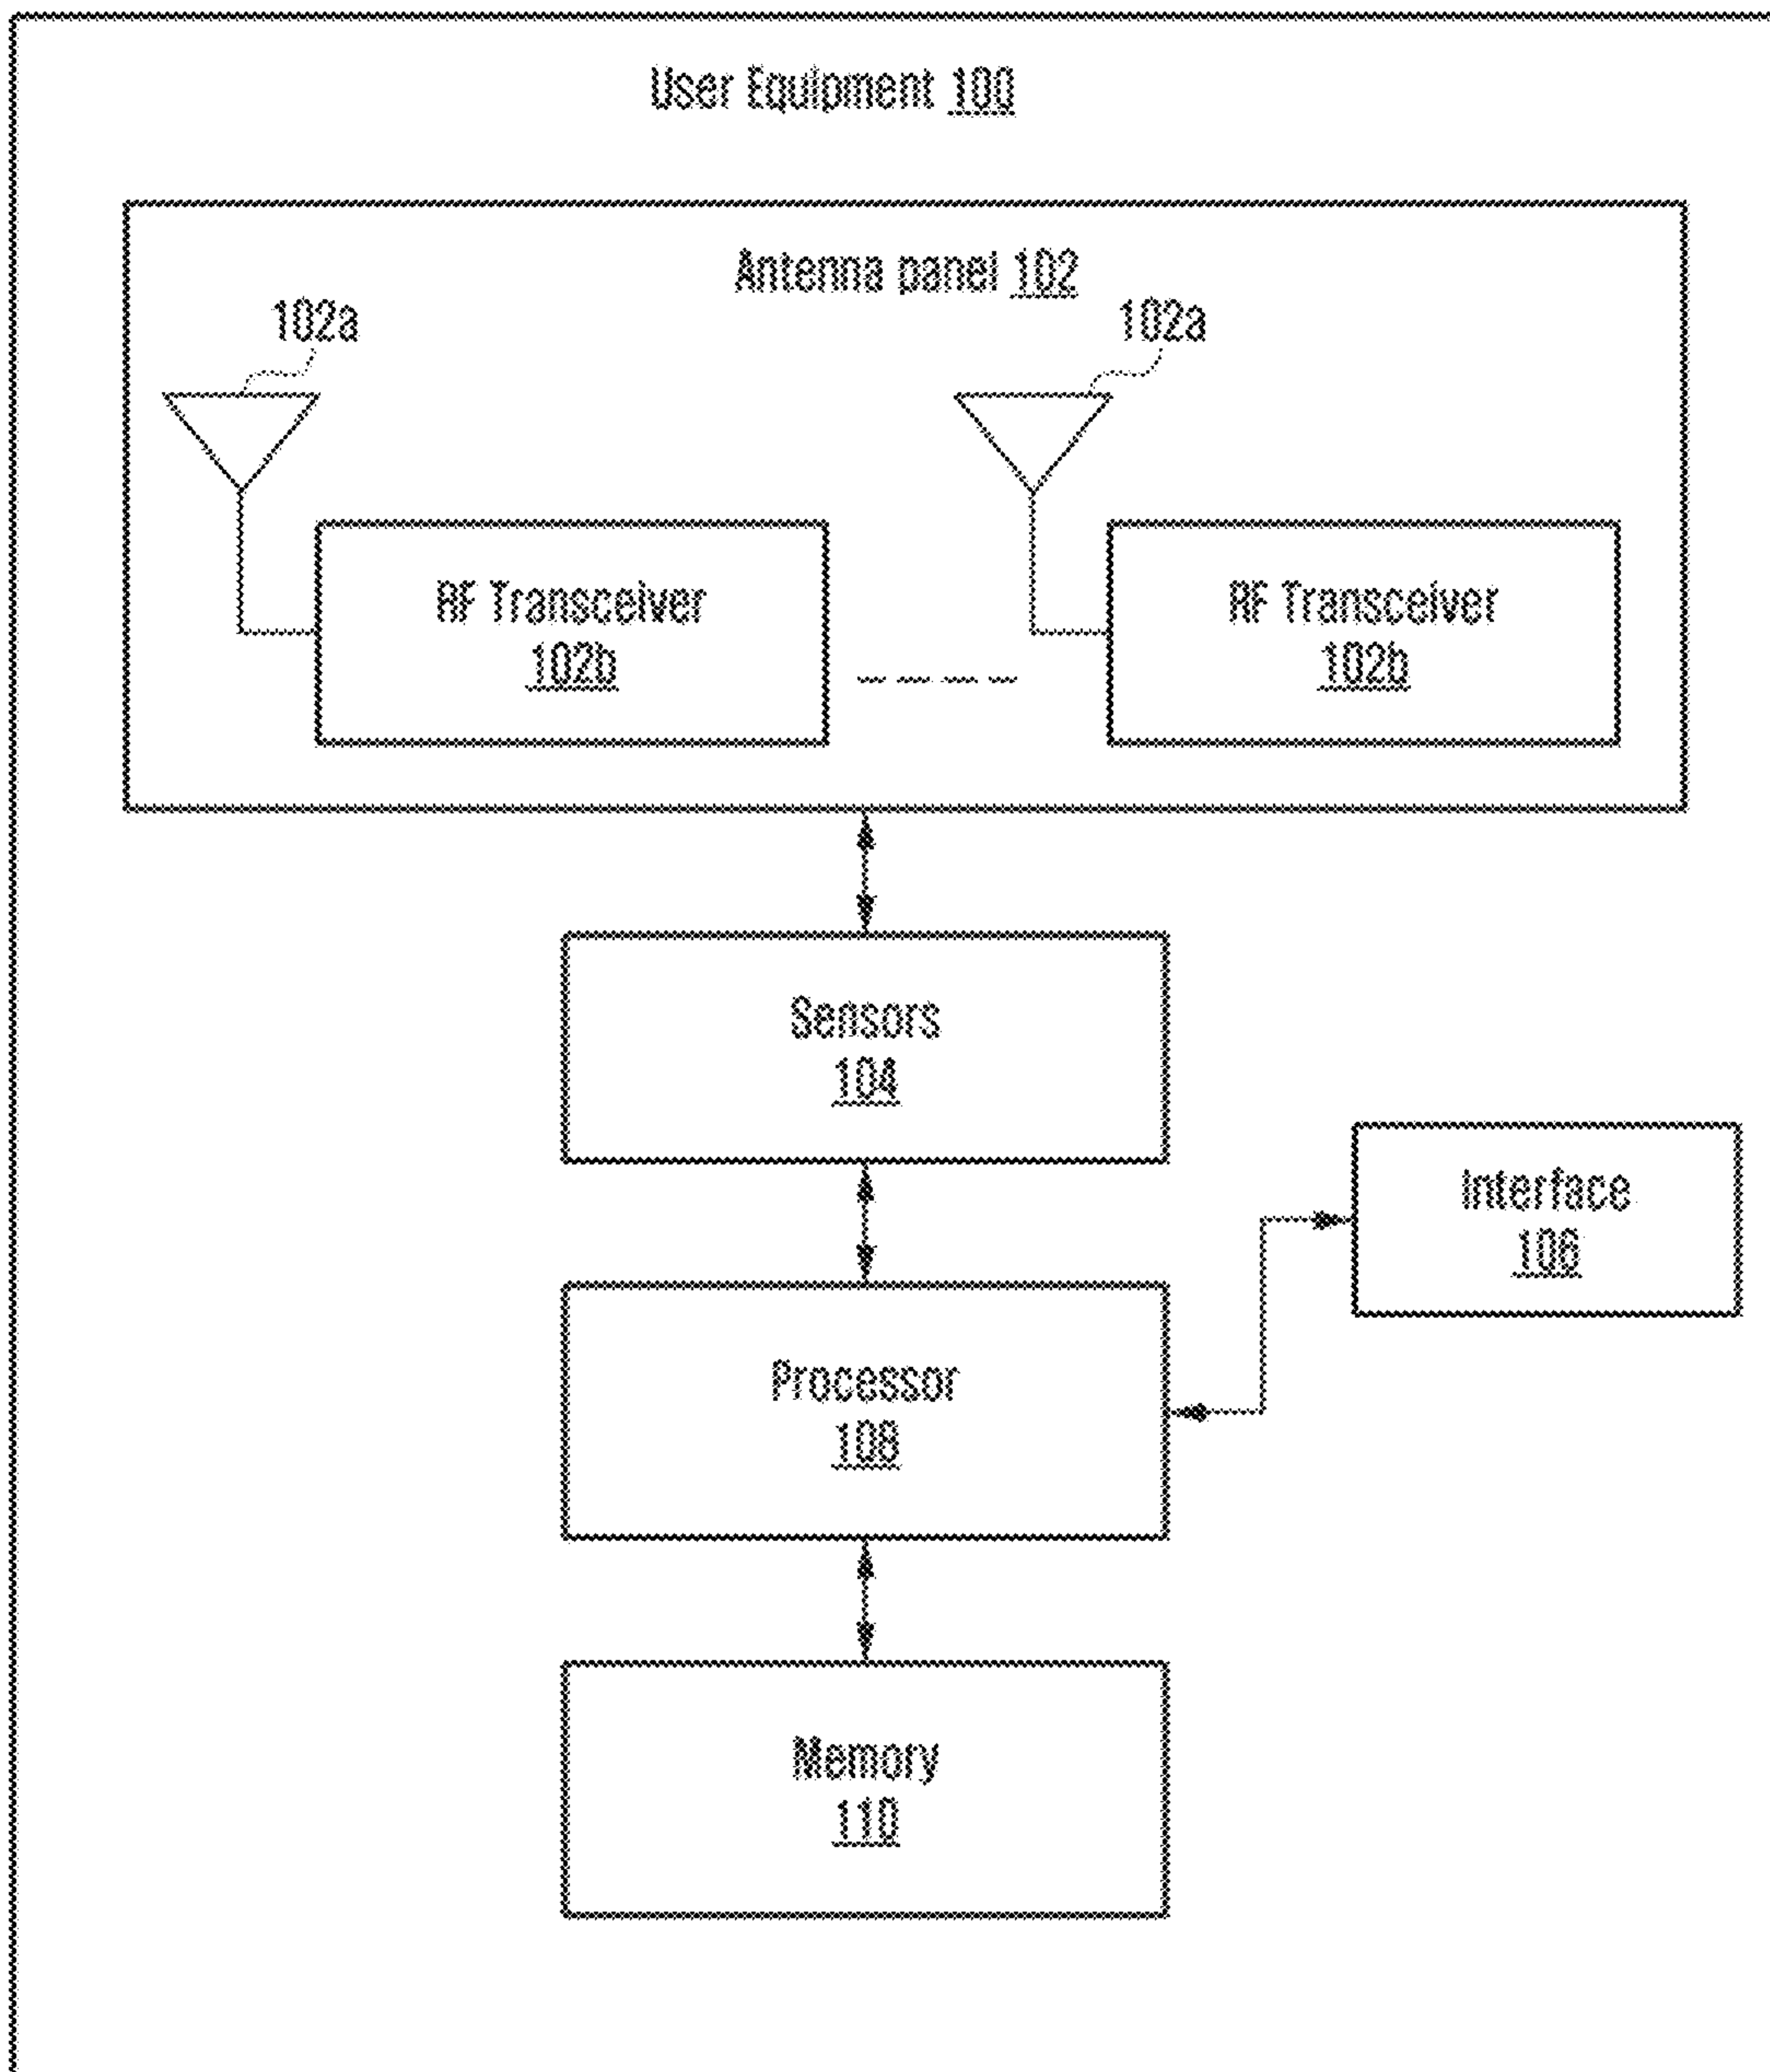 User Equipment 100
Antenna panel 102
102a
102a
RF Transceiver
102b
RF Transceiver
102b
Sensors
104
Interface
106
Processor
108
Memory
110